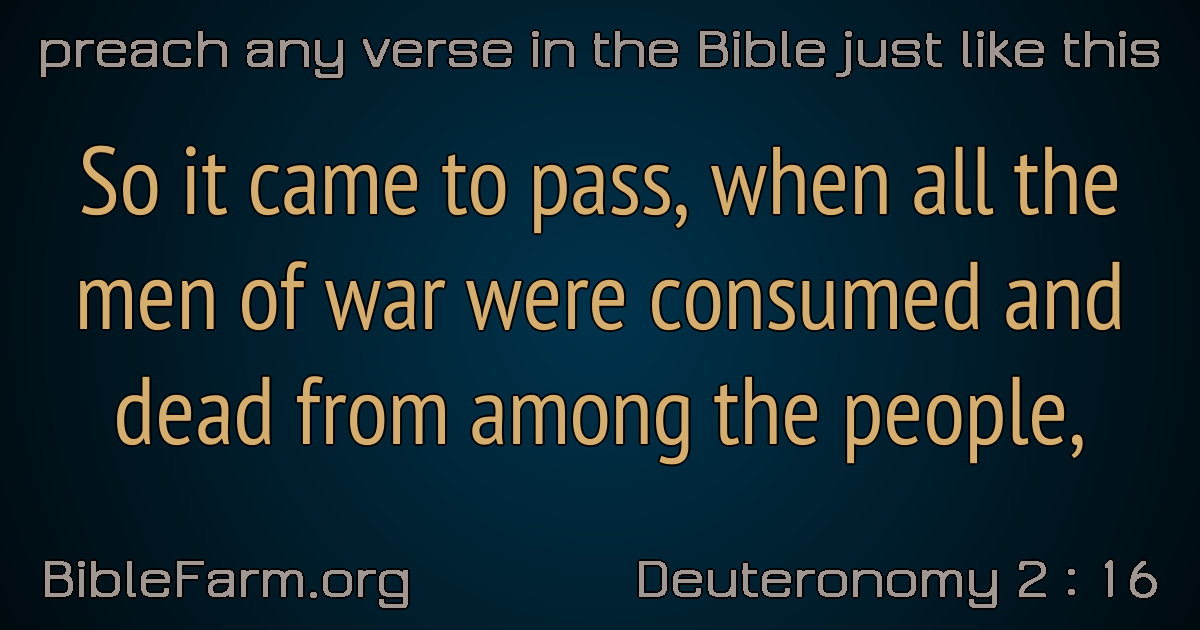 preach any verse in the Bible just like this
So it came to pass, when all the
men of war were consumed and
dead from among the people,
BibleFarm.org
Deuteronomy 2 : 16